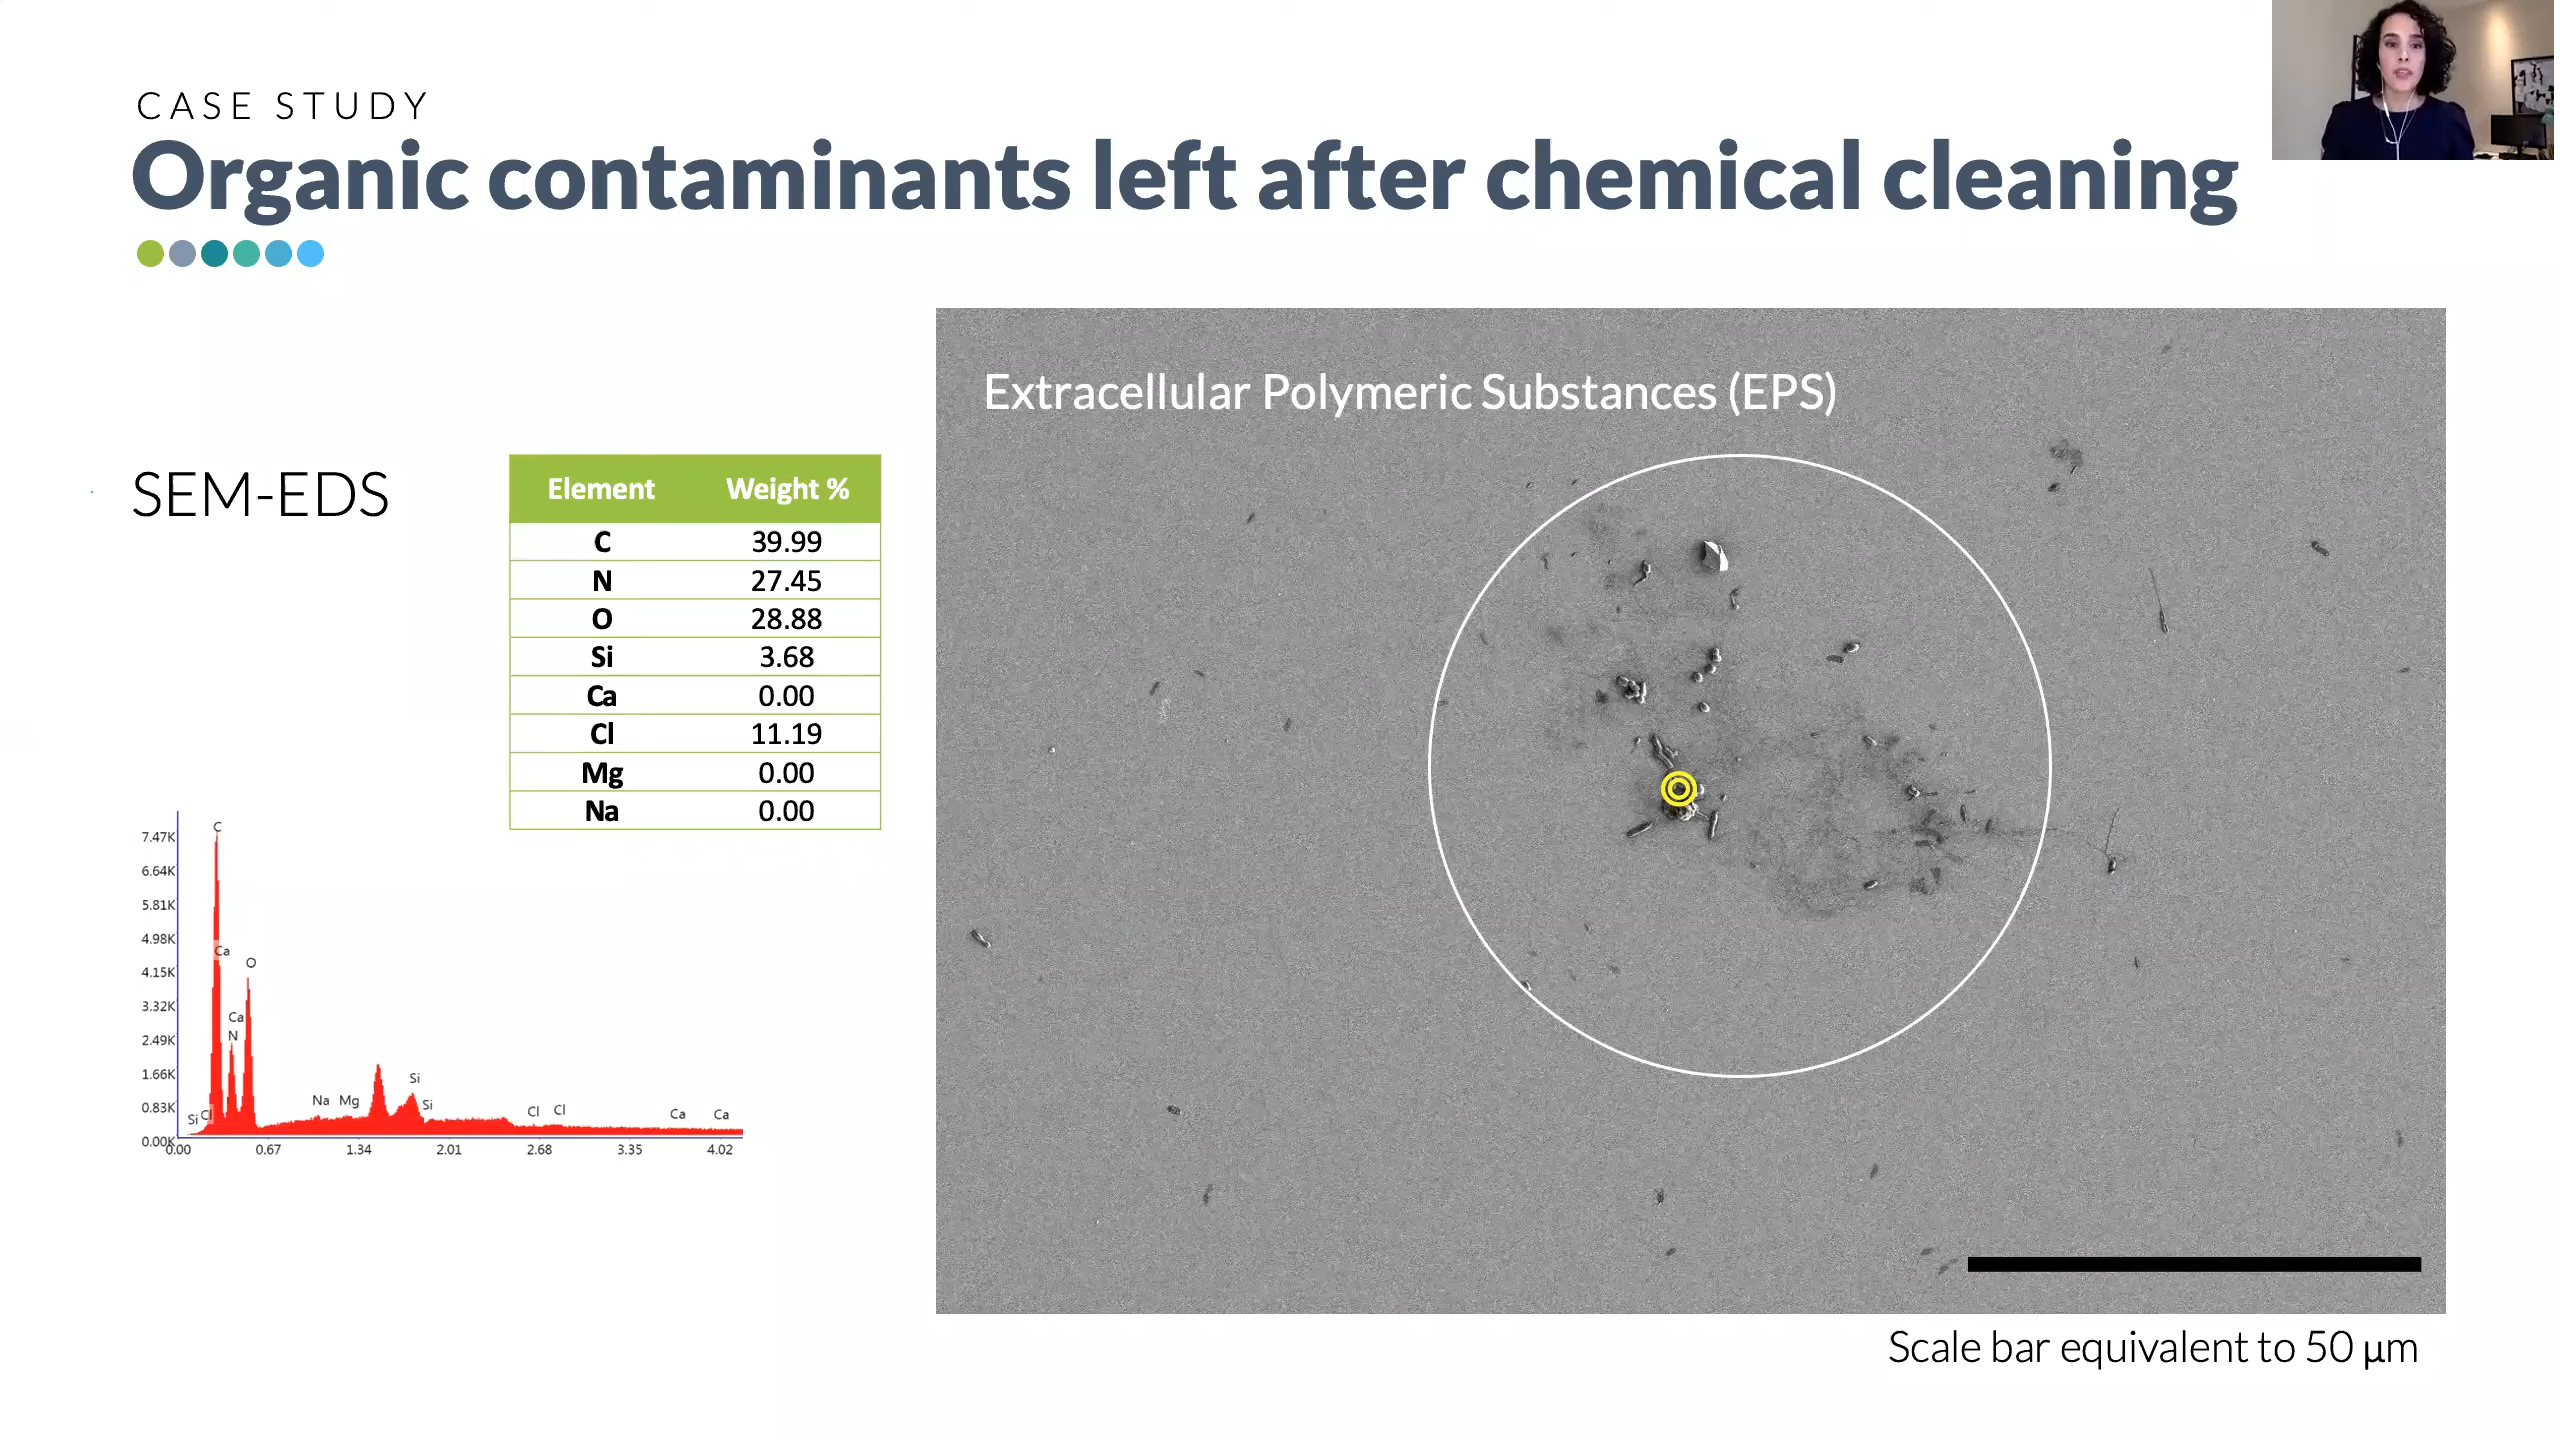 CASE STUDY
Organic contaminants left after chemical cleaning
SEM-EDS
Element Weight %
C 39.99
N 27.45
O 28.88
Si 3.68
Ca 0.00
Cl 11.19
Mg 0.00
Na 0.00
7.47K
6.64K
5.81K
4.98K
4.15K
3.32K
2.49K
1.66K
0.83K
0.00K
C
Ca
O
Ca
N
Si Cl
Na Mg
Si
Si
Cl Cl
Ca Ca
0.00 0.67 1.34 2.01 2.68 3.35 4.02
Extracellular Polymeric Substances (EPS)
Scale bar equivalent to 50 µm